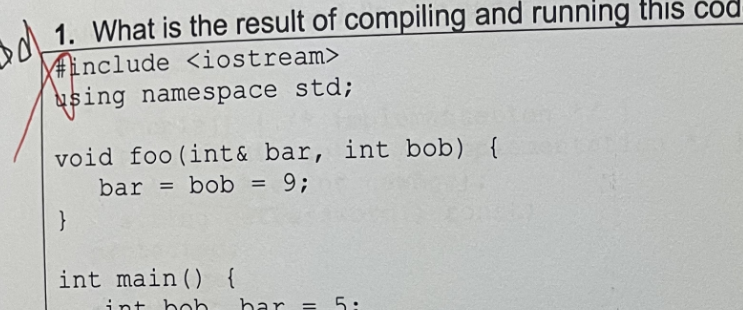 1. What is the result of compiling and running this cod
#include <iostream>
using namespace std;
void foo(int& bar, int bob) {
bar = bob = 9;
}
int main() {
int bob, bar = 5;